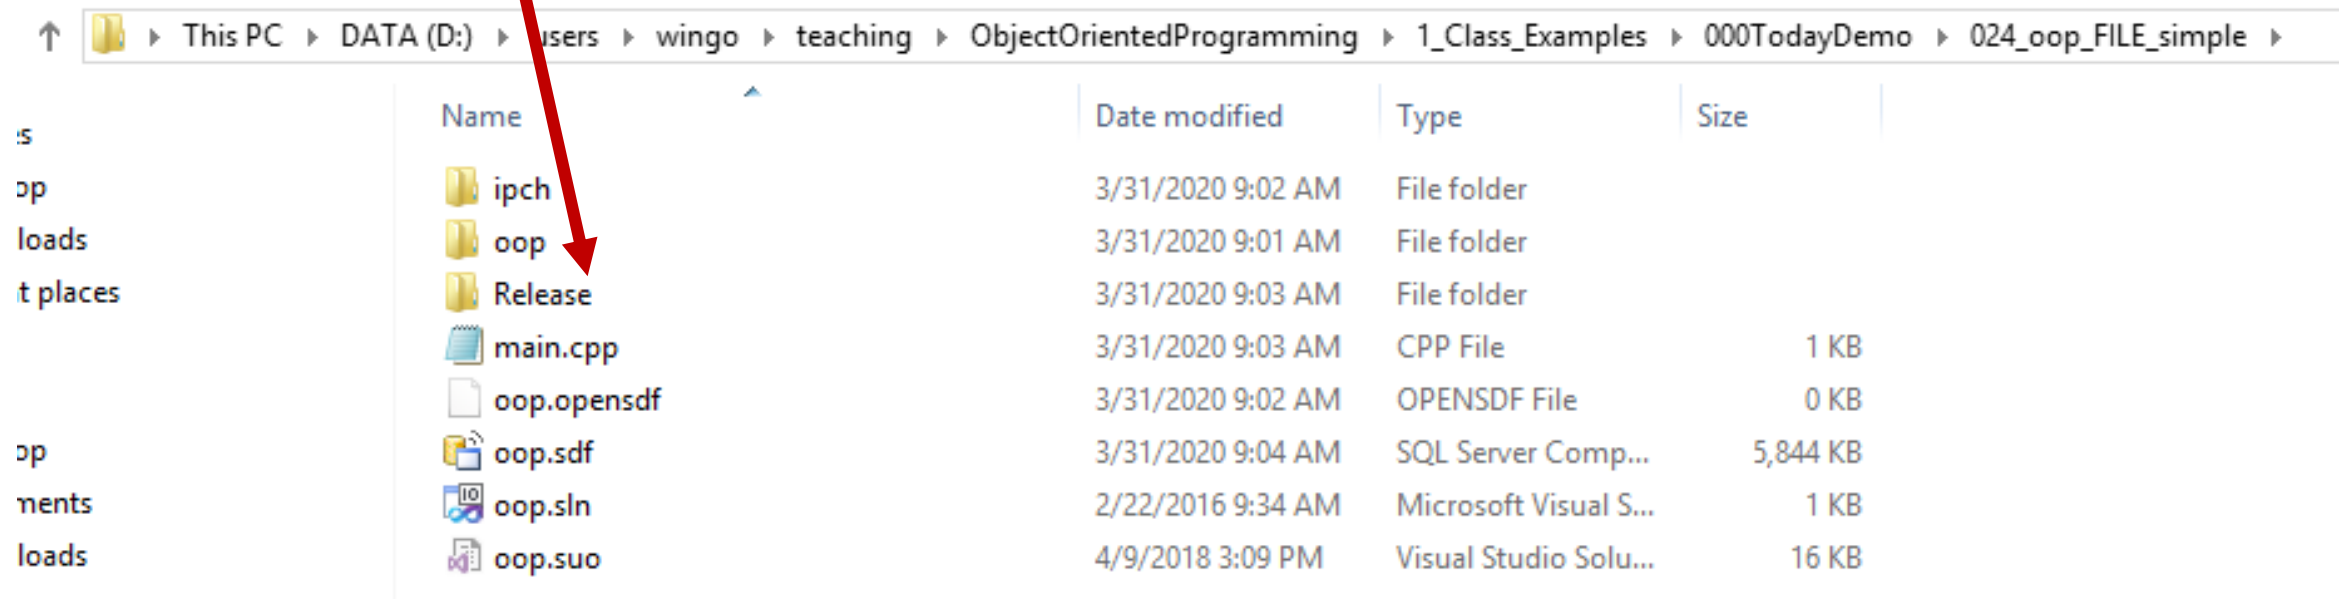 This PC DATA (D:) users wingo teaching ObjectOrientedProgramming 1_Class_Examples 000TodayDemo 024_oop_FILE_simple
Name Date modified Type Size
ipch 3/31/2020 9:02 AM File folder
op
oop 3/31/2020 9:01 AM File folder
loads
Release 3/31/2020 9:03 AM File folder
t places
main.cpp 3/31/2020 9:03 AM CPP File 1 KB
oop.opensdf 3/31/2020 9:02 AM OPENSDF File 0 KB
oop.sdf 3/31/2020 9:04 AM SQL Server Comp... 5,844 KB
op
oop.sln 2/22/2016 9:34 AM Microsoft Visual S... 1 KB
ments
oop.suo 4/9/2018 3:09 PM Visual Studio Solu... 16 KB
loads